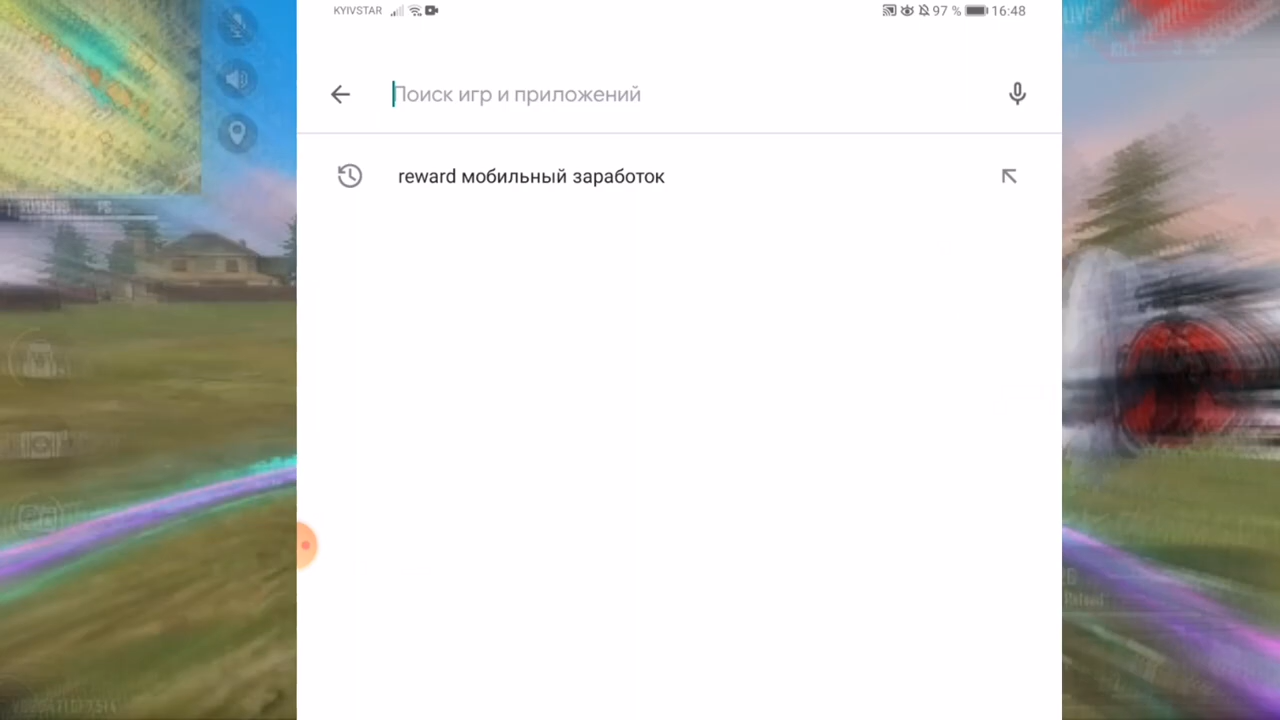 KYIVSTAR 97 % 16:48
Поиск игр и приложений
reward мобильный заработок